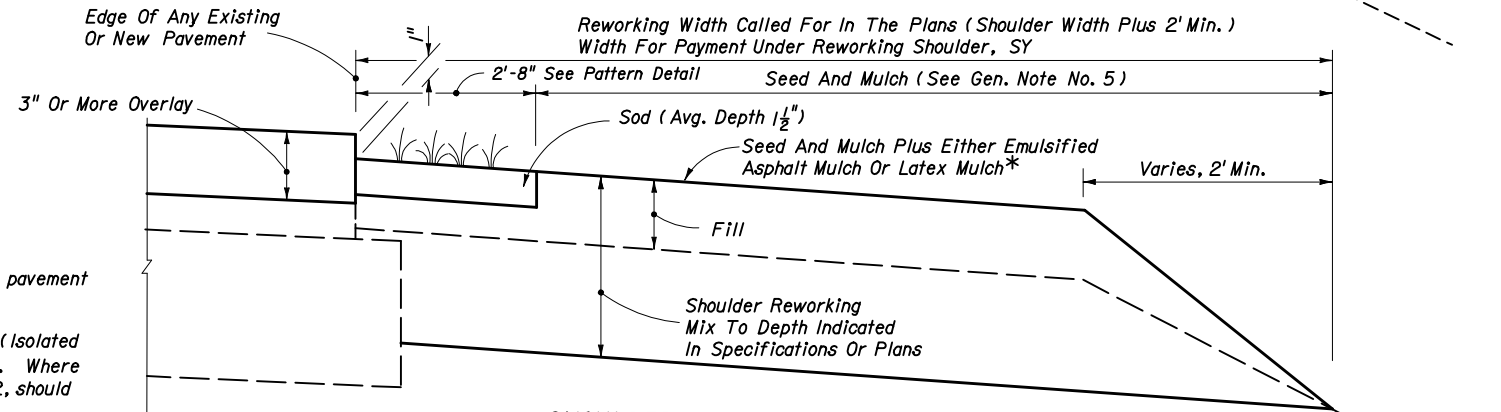 Edge Of Any Existing
Or New Pavement
1"
Reworking Width Called For In The Plans (Shoulder Width Plus 2' Min.)
Width For Payment Under Reworking Shoulder, SY
2'-8" See Pattern Detail
Seed And Mulch (See Gen. Note No. 5)
3" Or More Overlay
Sod (Avg. Depth 1½")
Seed And Mulch Plus Either Emulsified
Asphalt Mulch Or Latex Mulch*
Varies, 2' Min.
Fill
pavement
Shoulder Reworking
Mix To Depth Indicated
In Specifications Or Plans
(Isolated
. Where
2, should